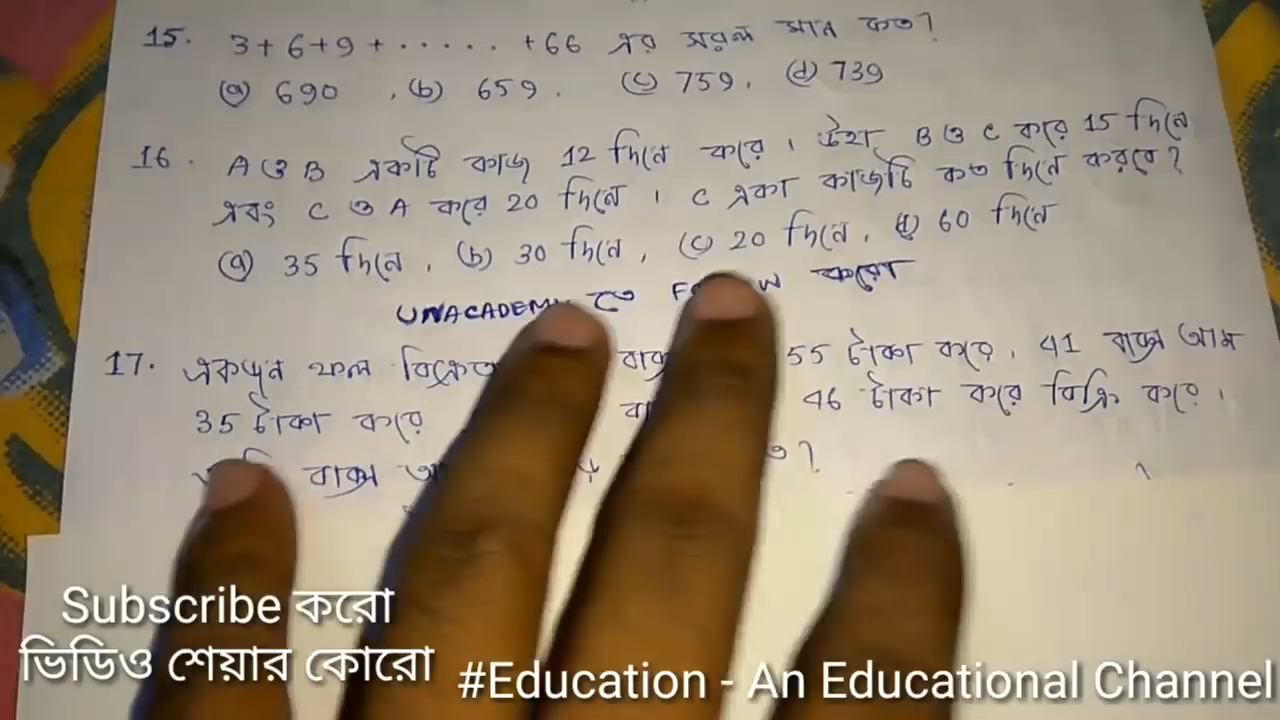 15. 3+6+9+......+66 এর সরল মান কত?
(a) 690 , (b) 659 . (c) 759, (d) 739
16. A ও B একটি কাজ 12 দিনে করে। উহা B ও C করে 15 দিনে
এবং C ও A করে 20 দিনে। C একা কাজটি কত দিনে করবে?
(a) 35 দিনে, (b) 30 দিনে, (c) 20 দিনে, (d) 60 দিনে
UNACADEMY তে করো
17. একজন ফল 55 টাকা করে, 41 বাক্স আম
35 টাকা করে 46 টাকা করে বিক্রি করে।
বাক্স
Subscribe করো
ভিডিও শেয়ার কোরো
#Education - An Educational Channel